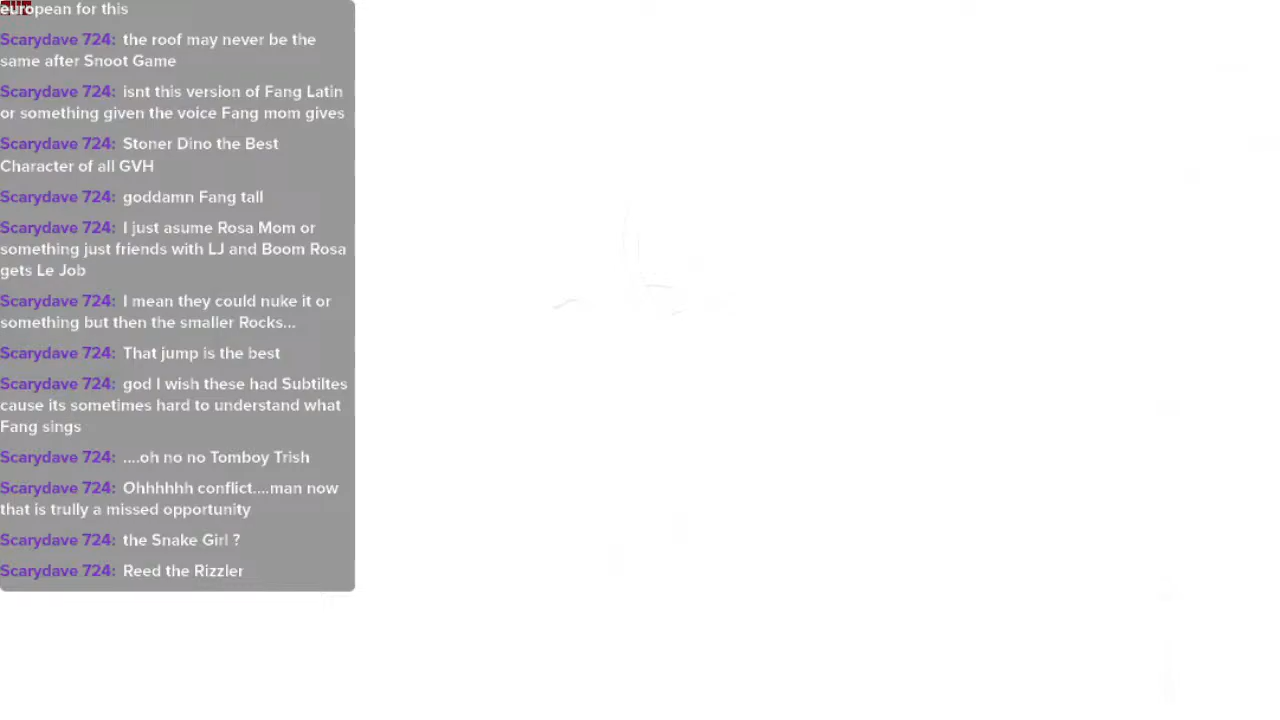 european for this
Scarydave 724: the roof may never be the
same after Snoot Game
Scarydave 724: isnt this version of Fang Latin
or something given the voice Fang mom gives
Scarydave 724: Stoner Dino the Best
Character of all GVH
Scarydave 724: goddamn Fang tall
Scarydave 724: I just asume Rosa Mom or
something just friends with LJ and Boom Rosa
gets Le Job
Scarydave 724: I mean they could nuke it or
something but then the smaller Rocks...
Scarydave 724: That jump is the best
Scarydave 724: god I wish these had Subtiltes
cause its sometimes hard to understand what
Fang sings
Scarydave 724: ....oh no no Tomboy Trish
Scarydave 724: Ohhhhhh conflict....man now
that is trully a missed opportunity
Scarydave 724: the Snake Girl ?
Scarydave 724: Reed the Rizzler